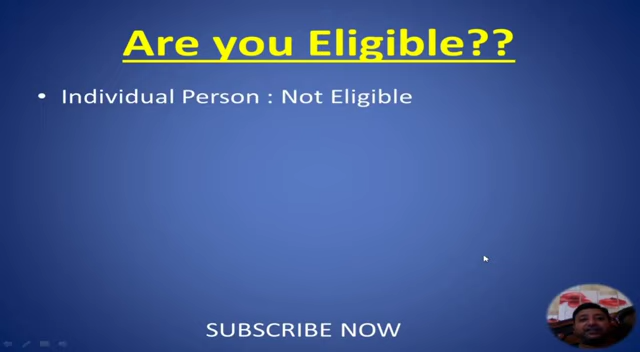 Are you Eligible??
• Individual Person : Not Eligible
SUBSCRIBE NOW